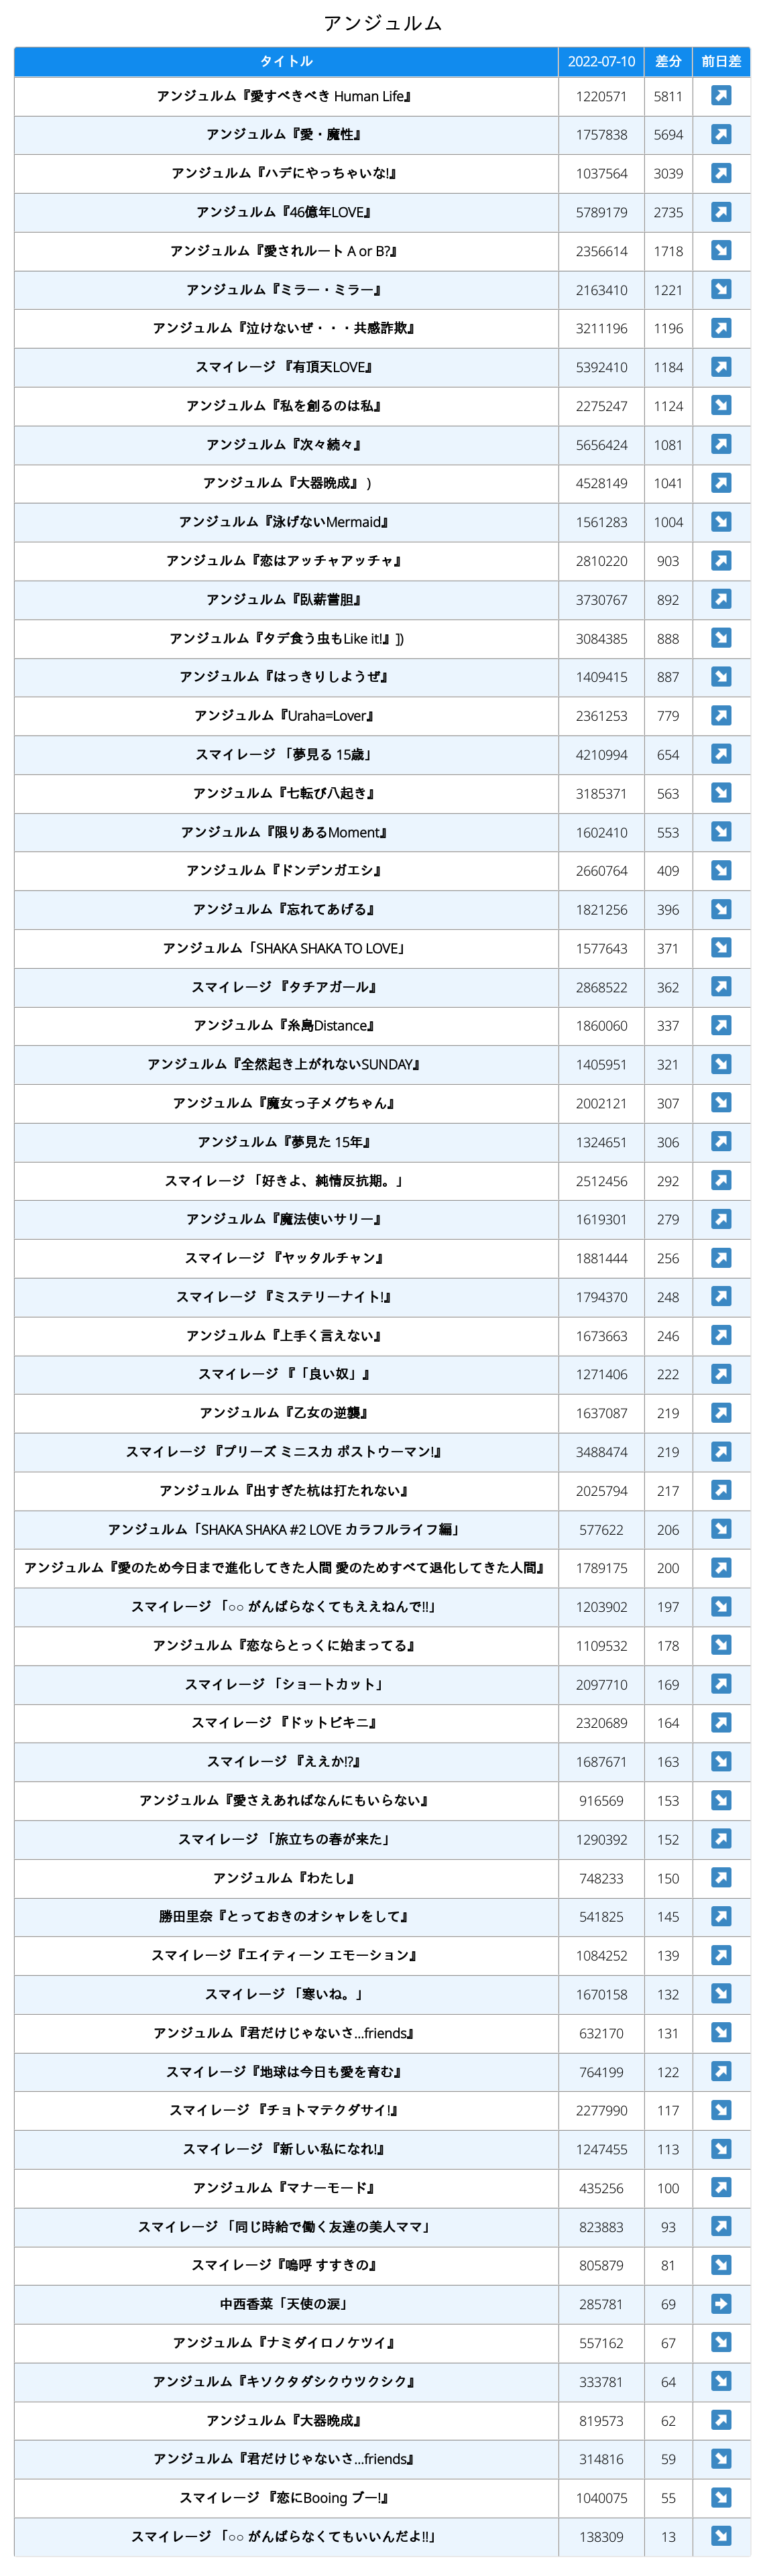 アンジュルム
タイトル 2022-07-10 差分 前日差
アンジュルム『愛すべきべき Human Life』 1220571 5811
アンジュルム『愛・魔性』 1757838 5694
アンジュルム『ハデにやっちゃいな!』 1037564 3039
アンジュルム『46億年LOVE』 5789179 2735
アンジュルム『愛されルート A or B?』 2356614 1718
アンジュルム『ミラー・ミラー』 2163410 1221
アンジュルム『泣けないぜ・・・共感詐欺』 3211196 1196
スマイレージ 『有頂天LOVE』 5392410 1184
アンジュルム『私を創るのは私』 2275247 1124
アンジュルム『次々続々』 5656424 1081
アンジュルム『大器晩成』 ) 4528149 1041
アンジュルム『泳げないMermaid』 1561283 1004
アンジュルム『恋はアッチャアッチャ』 2810220 903
アンジュルム『臥薪嘗胆』 3730767 892
アンジュルム『タデ食う虫もLike it!』]) 3084385 888
アンジュルム『はっきりしようぜ』 1409415 887
アンジュルム『Uraha=Lover』 2361253 779
スマイレージ 「夢見る 15歳」 4210994 654
アンジュルム『七転び八起き』 3185371 563
アンジュルム『限りあるMoment』 1602410 553
アンジュルム『ドンデンガエシ』 2660764 409
アンジュルム『忘れてあげる』 1821256 396
アンジュルム「SHAKA SHAKA TO LOVE」 1577643 371
スマイレージ 『タチアガール』 2868522 362
アンジュルム『糸島Distance』 1860060 337
アンジュルム『全然起き上がれないSUNDAY』 1405951 321
アンジュルム『魔女っ子メグちゃん』 2002121 307
アンジュルム『夢見た 15年』 1324651 306
スマイレージ 「好きよ、純情反抗期。」 2512456 292
アンジュルム『魔法使いサリー』 1619301 279
スマイレージ 『ヤッタルチャン』 1881444 256
スマイレージ 『ミステリーナイト!』 1794370 248
アンジュルム『上手く言えない』 1673663 246
スマイレージ 『「良い奴」』 1271406 222
アンジュルム『乙女の逆襲』 1637087 219
スマイレージ 『プリーズ ミニスカ ポストウーマン!』 3488474 219
アンジュルム『出すぎた杭は打たれない』 2025794 217
アンジュルム「SHAKA SHAKA #2 LOVE カラフルライフ編」 577622 206
アンジュルム『愛のため今日まで進化してきた人間 愛のためすべて退化してきた人間』 1789175 200
スマイレージ 「○○ がんばらなくてもええねんで!!」 1203902 197
アンジュルム『恋ならとっくに始まってる』 1109532 178
スマイレージ 「ショートカット」 2097710 169
スマイレージ 『ドットビキニ』 2320689 164
スマイレージ 『ええか!?』 1687671 163
アンジュルム『愛さえあればなんにもいらない』 916569 153
スマイレージ 「旅立ちの春が来た」 1290392 152
アンジュルム『わたし』 748233 150
勝田里奈『とっておきのオシャレをして』 541825 145
スマイレージ『エイティーン エモーション』 1084252 139
スマイレージ 「寒いね。」 1670158 132
アンジュルム『君だけじゃないさ...friends』 632170 131
スマイレージ『地球は今日も愛を育む』 764199 122
スマイレージ 『チョトマテクダサイ!』 2277990 117
スマイレージ 『新しい私になれ!』 1247455 113
アンジュルム『マナーモード』 435256 100
スマイレージ 「同じ時給で働く友達の美人ママ」 823883 93
スマイレージ『嗚呼 すすきの』 805879 81
中西香菜「天使の涙」 285781 69
アンジュルム『ナミダイロノケツイ』 557162 67
アンジュルム『キソクタダシクウツクシク』 333781 64
アンジュルム『大器晩成』 819573 62
アンジュルム『君だけじゃないさ...friends』 314816 59
スマイレージ 『恋にBooing ブー!』 1040075 55
スマイレージ 「○○ がんばらなくてもいいんだよ!!」 138309 13